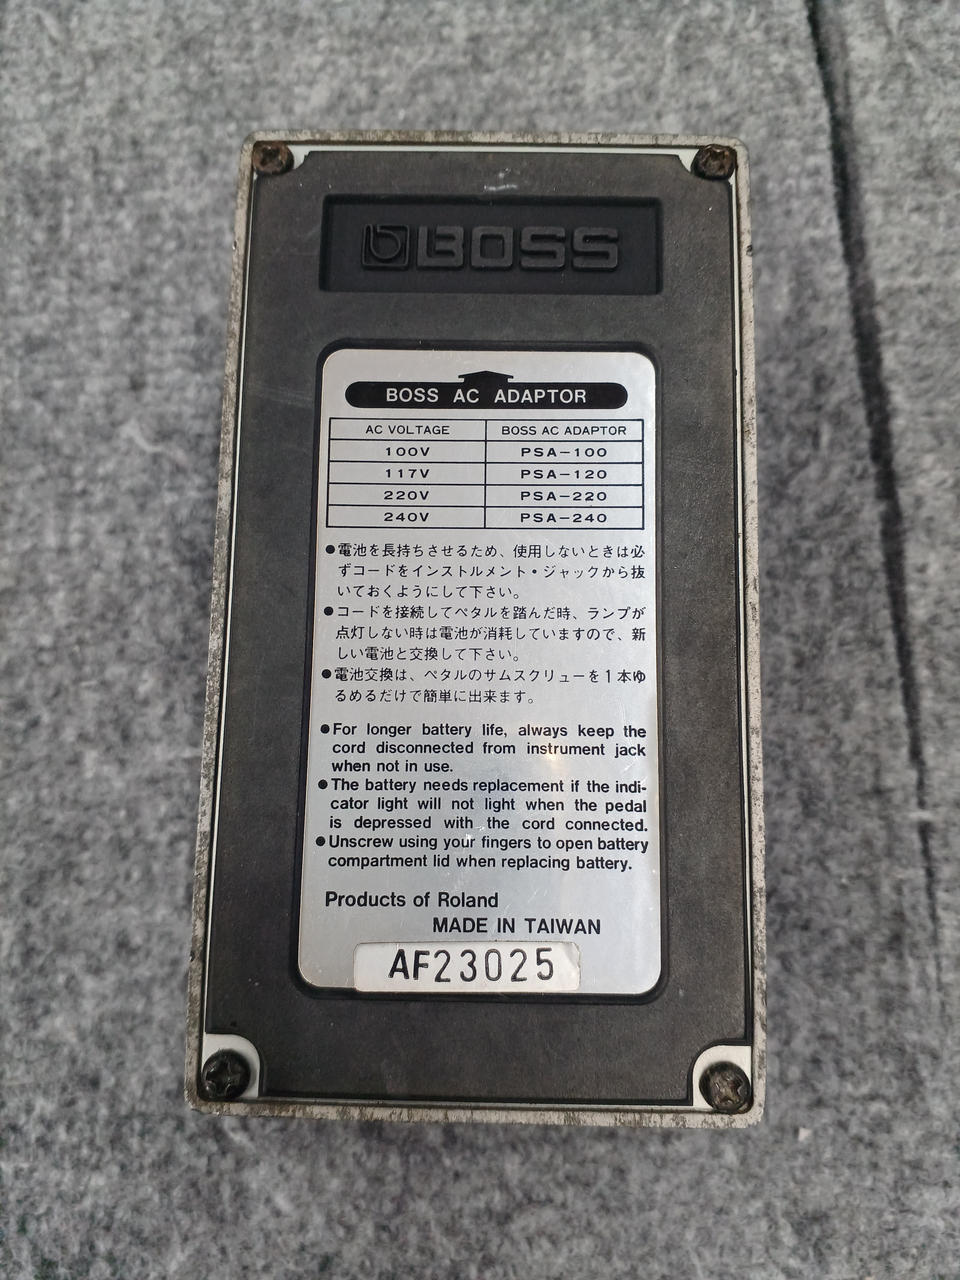 BOSS
BOSS AC ADAPTOR
AC VOLTAGE BOSS AC ADAPTOR
100V PSA-100
117V PSA-120
220V PSA-220
240V PSA-240
●電池を長持ちさせるため、使用しないときは必
ずコードをインストルメント・ジャックから抜
いておくようにして下さい。
●コードを接続してペタルを踏んだ時、ランプが
点灯しない時は電池が消耗していますので、新
しい電池と交換して下さい。
●電池交換は、ペタルのサムスクリューを1本ゆ
るめるだけで簡単に出来ます。
●For longer battery life, always keep the
cord disconnected from instrument jack
when not in use.
●The battery needs replacement if the indi-
cator light will not light when the pedal
is depressed with the cord connected.
●Unscrew using your fingers to open battery
compartment lid when replacing battery.
Products of Roland
MADE IN TAIWAN
AF23025